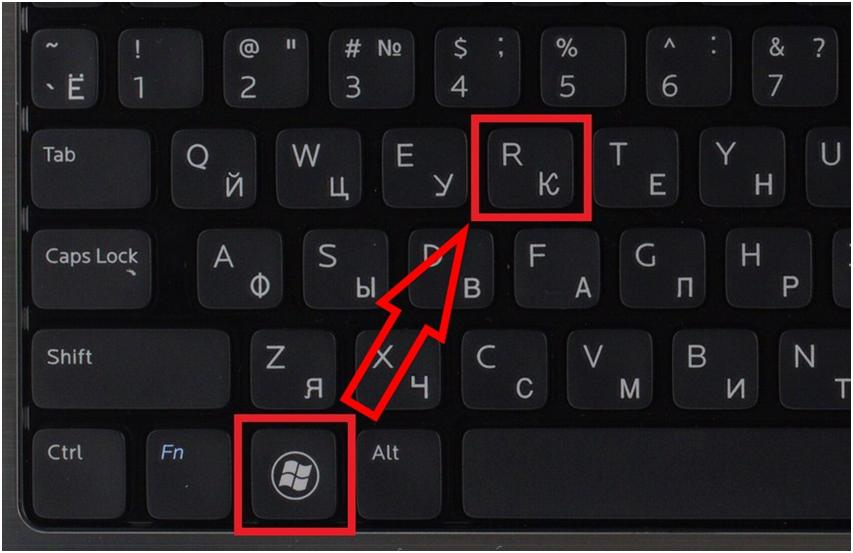 ~ ! @ " # № $ ; % ^ : & ?
` Ё 1 2 3 4 5 6 7
Tab Q Й W Ц E У R К T Е Y Н U
Caps Lock A Ф S Ы D В F А G П H Р
Shift Z Я X Ч C С V М B И N Т
Ctrl Fn Alt